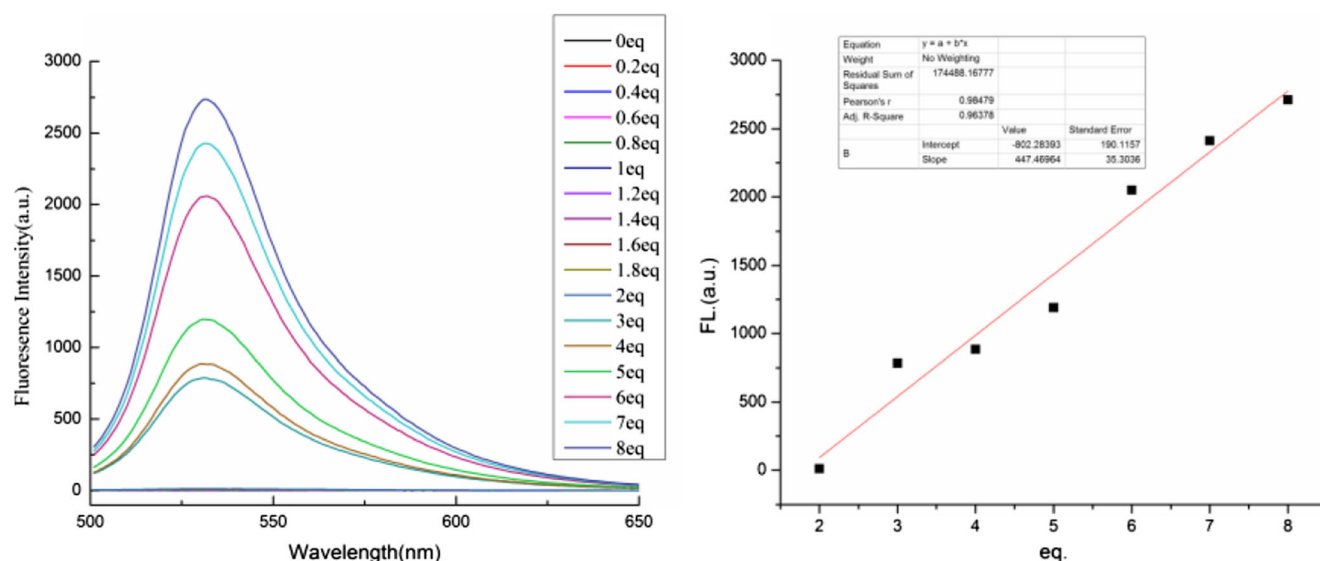 3000
2500
2000
1500
1000
500
0
Fluoresence Intensity(a.u.)
500
550
600
650
Wavelength(nm)
0eq
0.2eq
0.4eq
0.6eq
0.8eq
1eq
1.2eq
1.4eq
1.6eq
1.8eq
2eq
3eq
4eq
5eq
6eq
7eq
8eq
3000
2500
2000
1500
1000
500
0
FL.(a.u.)
Equation y = a + b*x
Weight No Weighting
Residual Sum of Squares 174488.16777
Pearson's r 0.98479
Adj. R-Square 0.96378
Value Standard Error
B Intercept -802.28393 190.1157
Slope 447.46964 35.3036
2 3 4 5 6 7 8
eq.